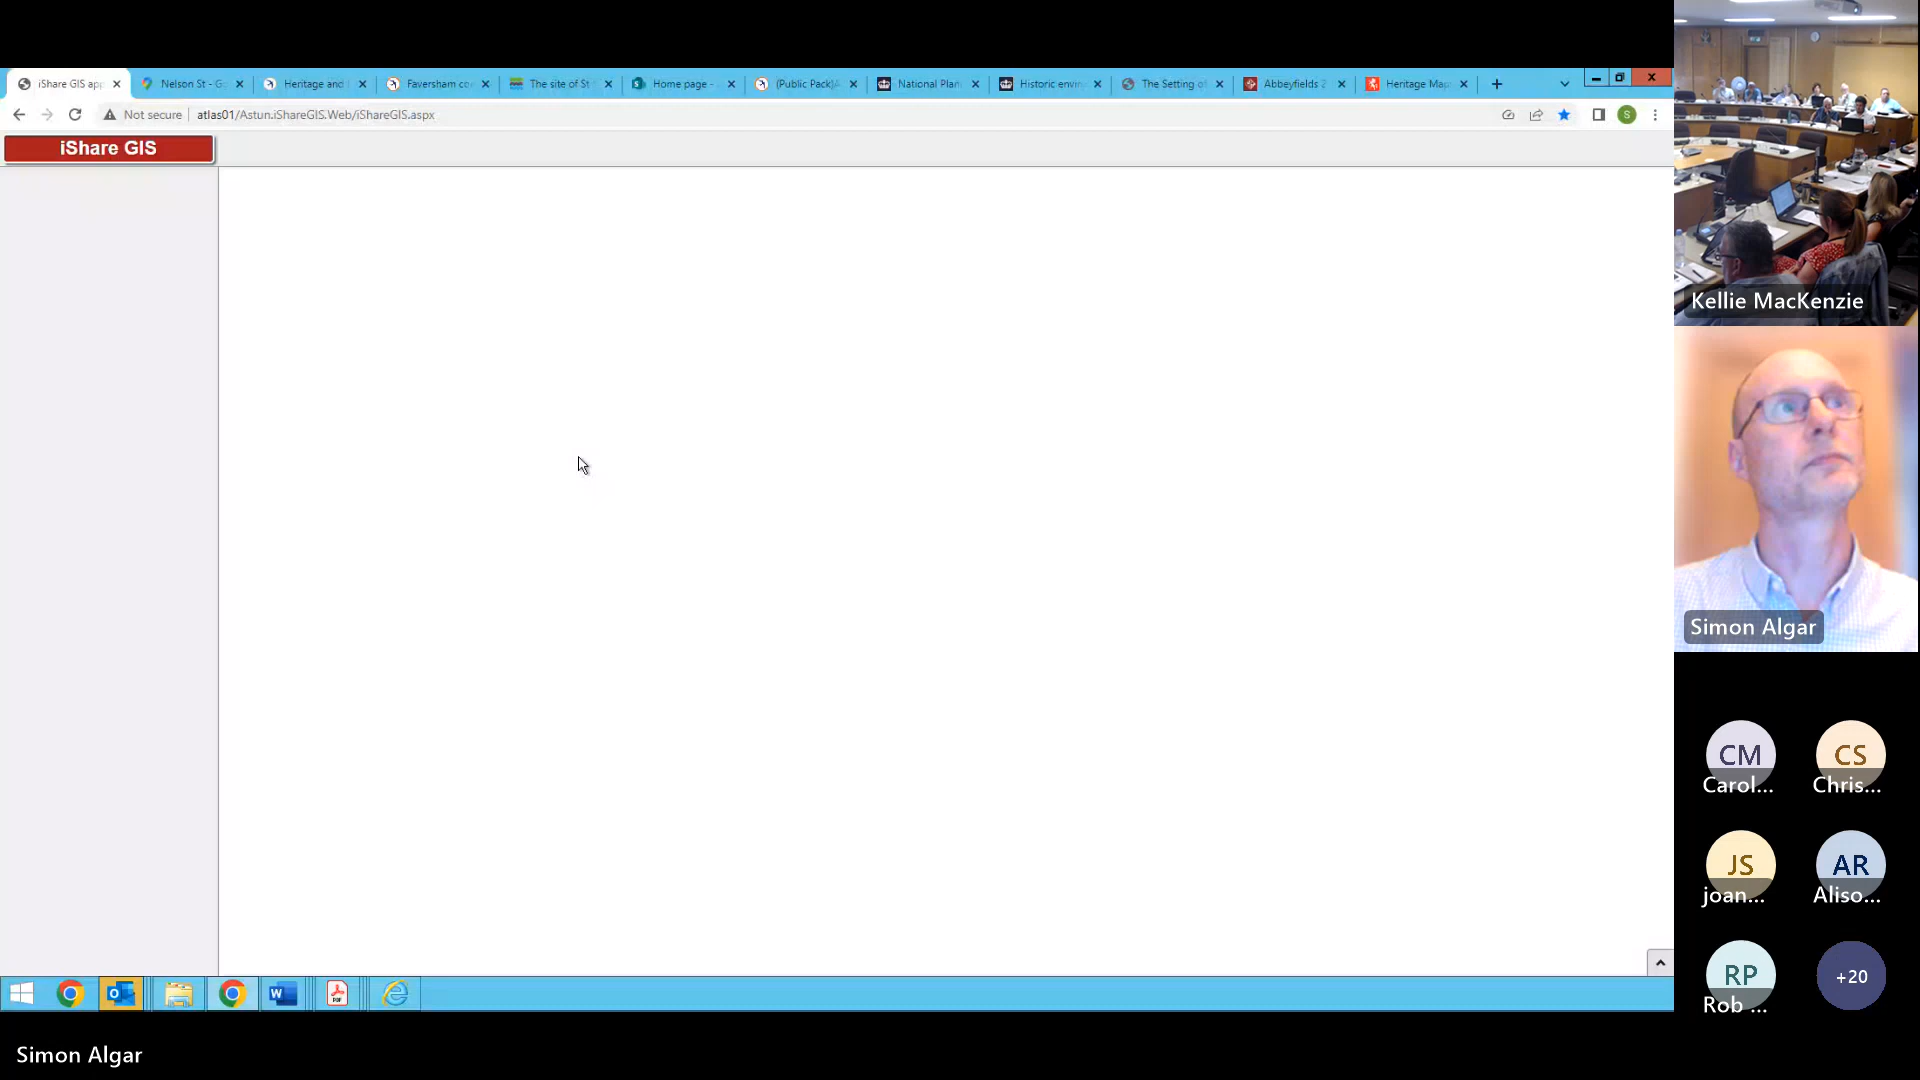 iShare GIS app
Nelson St - G
Heritage and
Faversham co
The site of St
Home page -
(Public Pack)
National Plan
Historic envi
The Setting of
Abbeyfields 2
Heritage Map
Not secure
atlas01/Astun.iShareGIS.Web/iShareGIS.aspx
S
iShare GIS
Kellie MacKenzie
Simon Algar
CM
CS
Carol...
Chris...
JS
AR
joan...
Aliso...
RP
+20
Rob ...
Simon Algar